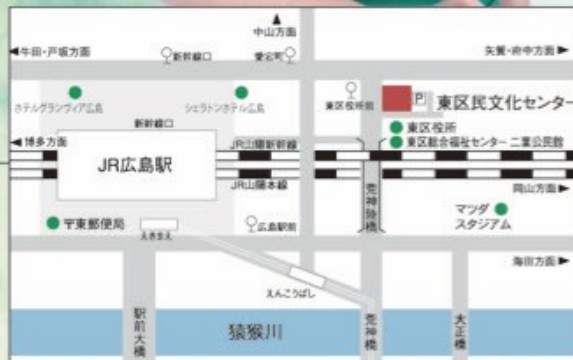 中山方面
牛田・戸坂方面
新幹線口
愛宕町
矢賀・府中方面
ホテルグランヴィア広島
シェラトンホテル広島
東区役所前
P
東区民文化センター
新幹線口
東区役所
東区総合福祉センター 二葉公民館
博多方面
JR山陽新幹線
JR広島駅
JR山陽本線
岡山方面
荒神陸橋
マツダ
スタジアム
〒東郵便局
えきまえ
広島駅前
海田方面
えんこうばし
駅前大橋
猿猴川
荒神橋
大正橋